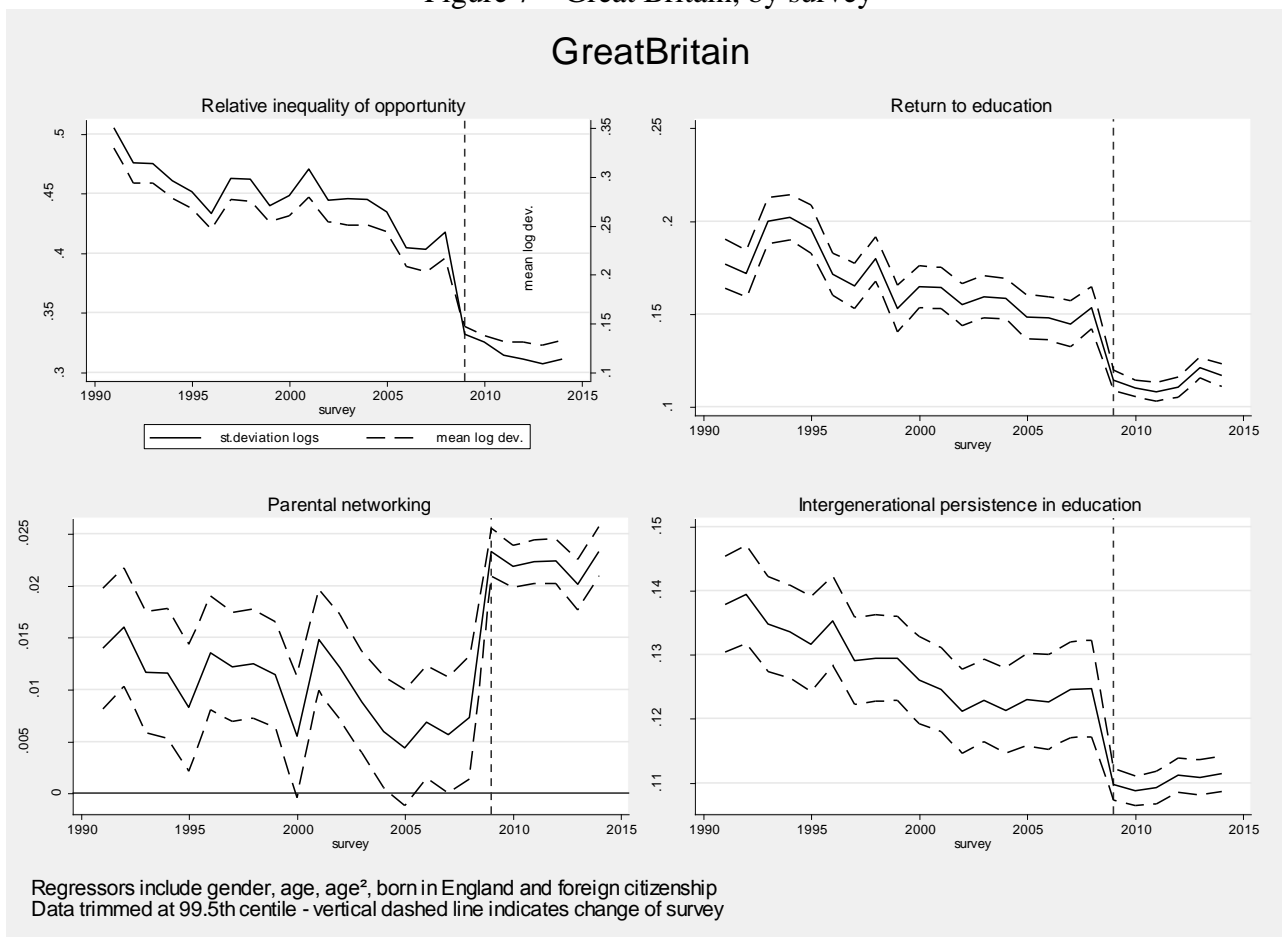 Figure 7 – Great Britain, by survey
GreatBritain
Relative inequality of opportunity
.5
.45
.4
.35
.3
.35
.3
.25
.2
.15
.1
mean log dev.
1990 1995 2000 2005 2010 2015
survey
st.deviation logs mean log dev.
Return to education
.25
.2
.15
.1
1990 1995 2000 2005 2010 2015
survey
Parental networking
.025
.02
.015
.01
.005
0
1990 1995 2000 2005 2010 2015
survey
Intergenerational persistence in education
.15
.14
.13
.12
.11
1990 1995 2000 2005 2010 2015
survey
Regressors include gender, age, age², born in England and foreign citizenship
Data trimmed at 99.5th centile - vertical dashed line indicates change of survey